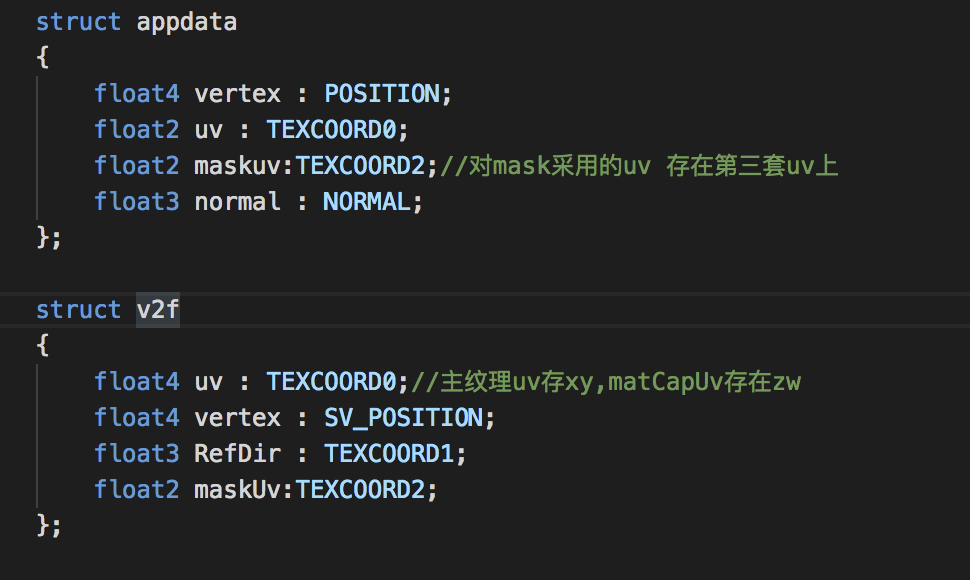 struct appdata
{
    float4 vertex : POSITION;
    float2 uv : TEXCOORD0;
    float2 maskuv:TEXCOORD2;//对mask采用的uv 存在第三套uv上
    float3 normal : NORMAL;
};
struct v2f
{
    float4 uv : TEXCOORD0;//主纹理uv存xy,matCapUv存在zw
    float4 vertex : SV_POSITION;
    float3 RefDir : TEXCOORD1;
    float2 maskUv:TEXCOORD2;
};